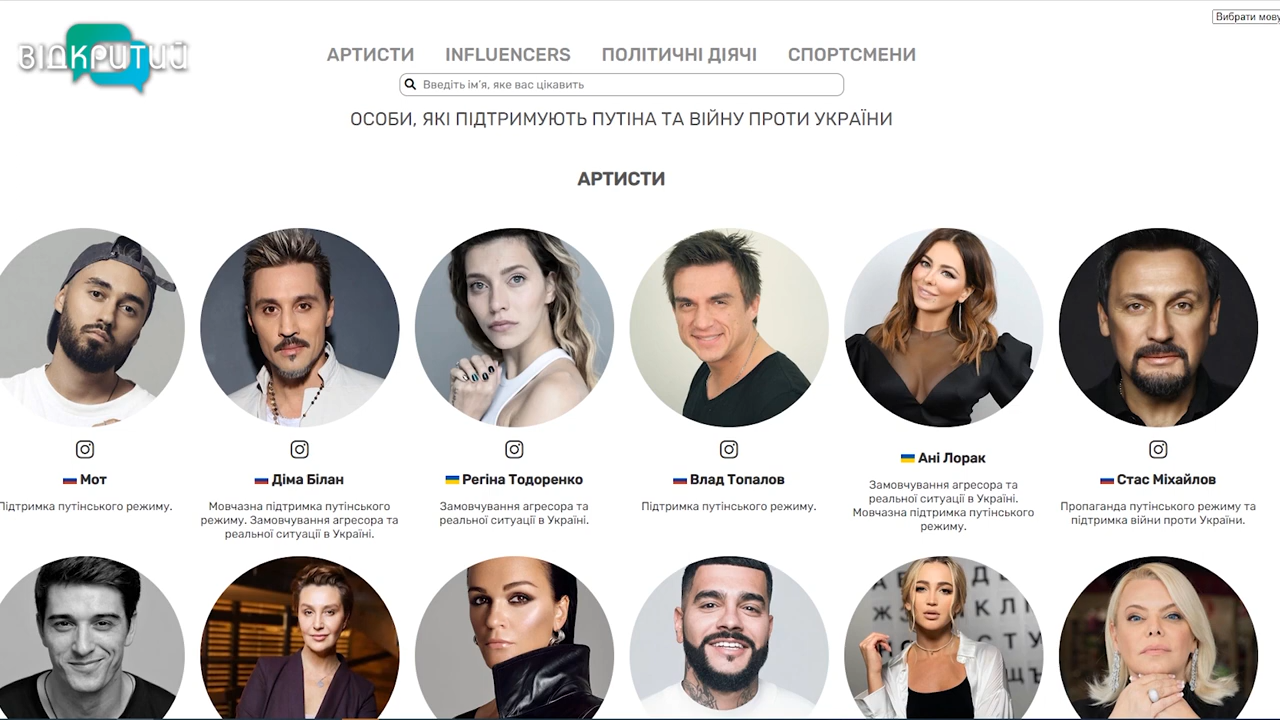 Вибрати мову
ВІДКРИТИЙ
АРТИСТИ INFLUENCERS ПОЛІТИЧНІ ДІЯЧІ СПОРТСМЕНИ
Введіть ім'я, яке вас цікавить
ОСОБИ, ЯКІ ПІДТРИМУЮТЬ ПУТІНА ТА ВІЙНУ ПРОТИ УКРАЇНИ
АРТИСТИ
Мот
Підтримка путінського режиму.
Діма Білан
Мовчазна підтримка путінського
режиму. Замовчування агресора та
реальної ситуації в Україні.
Регіна Тодоренко
Замовчування агресора та
реальної ситуації в Україні.
Влад Топалов
Підтримка путінського режиму.
Ані Лорак
Замовчування агресора та
реальної ситуації в Україні.
Мовчазна підтримка путінського
режиму.
Стас Міхайлов
Пропаганда путінського режиму та
підтримка війни проти України.